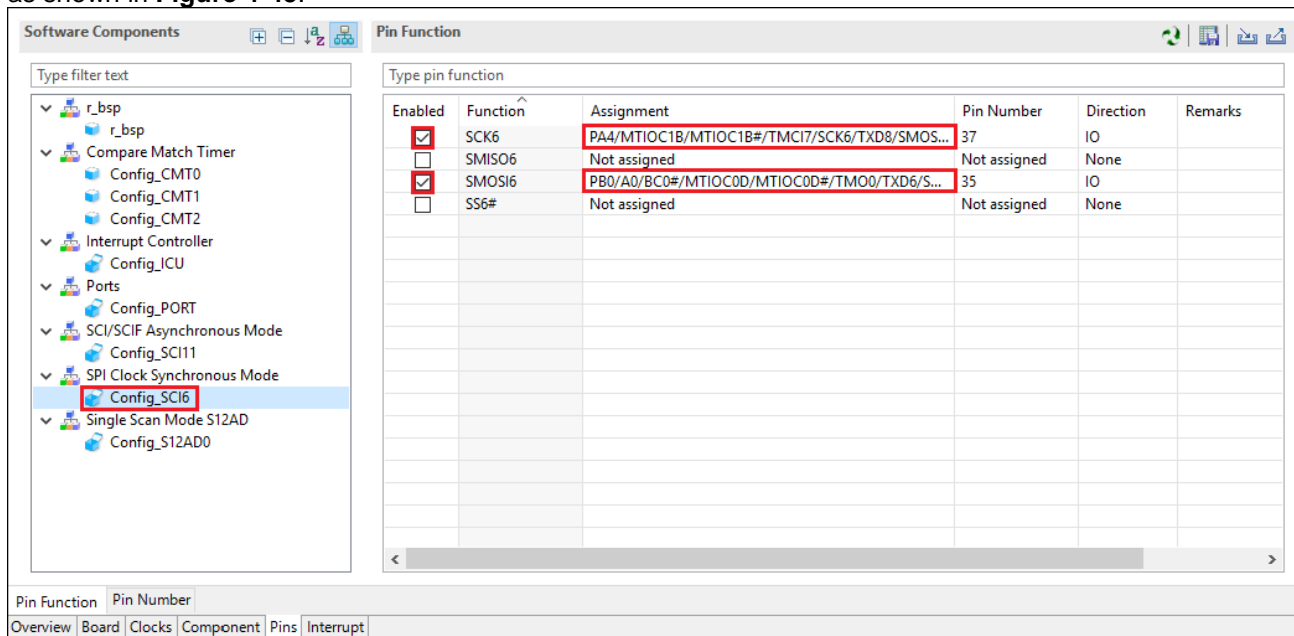 as shown in Figure 4-48.
Software Components
Pin Function
Type filter text
Type pin function
r_bsp
r_bsp
Compare Match Timer
Config_CMT0
Config_CMT1
Config_CMT2
Interrupt Controller
Config_ICU
Ports
Config_PORT
SCI/SCIF Asynchronous Mode
Config_SCI11
SPI Clock Synchronous Mode
Config_SCI6
Single Scan Mode S12AD
Config_S12AD0
Enabled Function Assignment Pin Number Direction Remarks
SCK6 PA4/MTIOC1B/MTIOC1B#/TMCI7/SCK6/TXD8/SMOS... 37 IO
SMISO6 Not assigned Not assigned None
SMOSI6 PB0/A0/BC0#/MTIOC0D/MTIOC0D#/TMO0/TXD6/S... 35 IO
SS6# Not assigned Not assigned None
Pin Function Pin Number
Overview Board Clocks Component Pins Interrupt